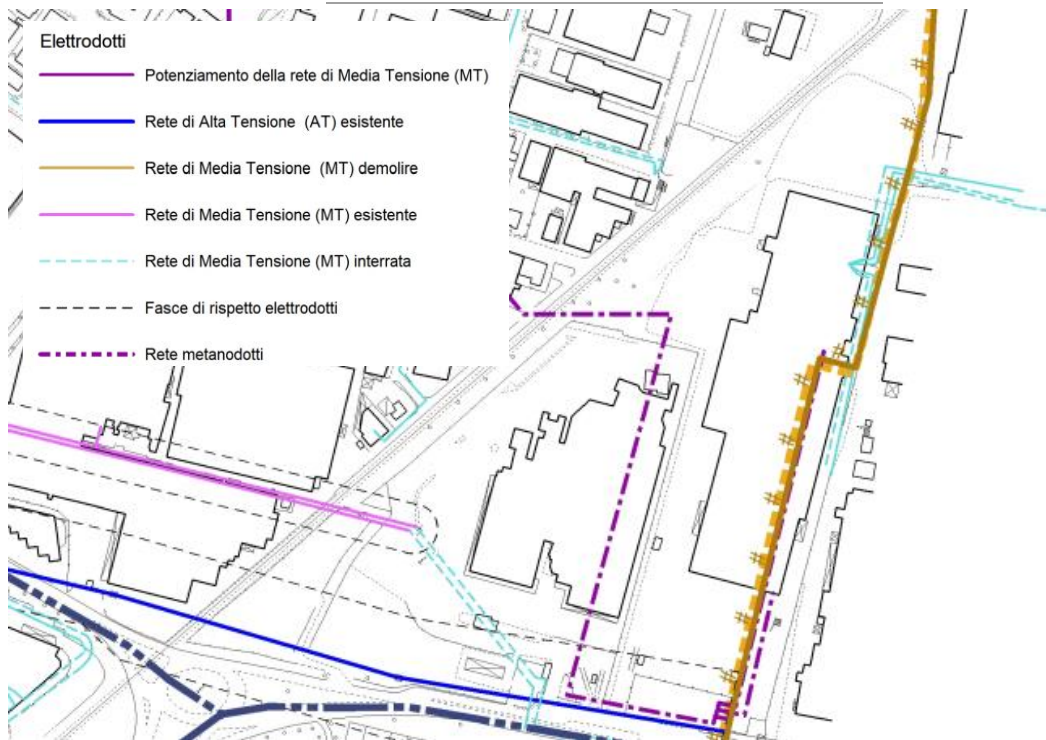 Elettrodotti
Potenziamento della rete di Media Tensione (MT)
Rete di Alta Tensione (AT) esistente
Rete di Media Tensione (MT) demolire
Rete di Media Tensione (MT) esistente
Rete di Media Tensione (MT) interrata
Fasce di rispetto elettrodotti
Rete metanodotti